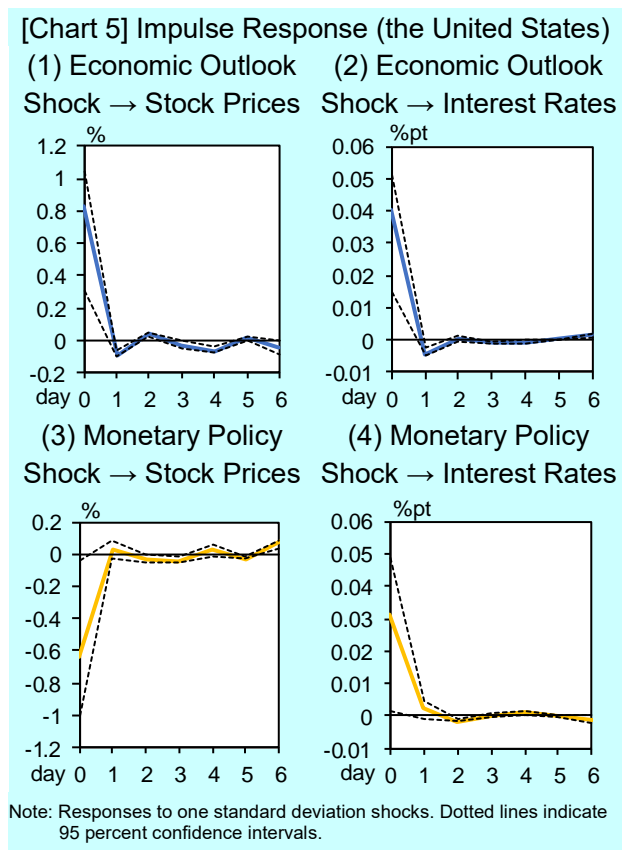 [Chart 5] Impulse Response (the United States)
(1) Economic Outlook
Shock → Stock Prices
%
1.2
1
0.8
0.6
0.4
0.2
0
-0.2
day 0 1 2 3 4 5 6
(2) Economic Outlook
Shock → Interest Rates
%pt
0.06
0.05
0.04
0.03
0.02
0.01
0
-0.01
day 0 1 2 3 4 5 6
(3) Monetary Policy
Shock → Stock Prices
%
0.2
0
-0.2
-0.4
-0.6
-0.8
-1
-1.2
day 0 1 2 3 4 5 6
(4) Monetary Policy
Shock → Interest Rates
%pt
0.06
0.05
0.04
0.03
0.02
0.01
0
-0.01
day 0 1 2 3 4 5 6
Note: Responses to one standard deviation shocks. Dotted lines indicate
95 percent confidence intervals.